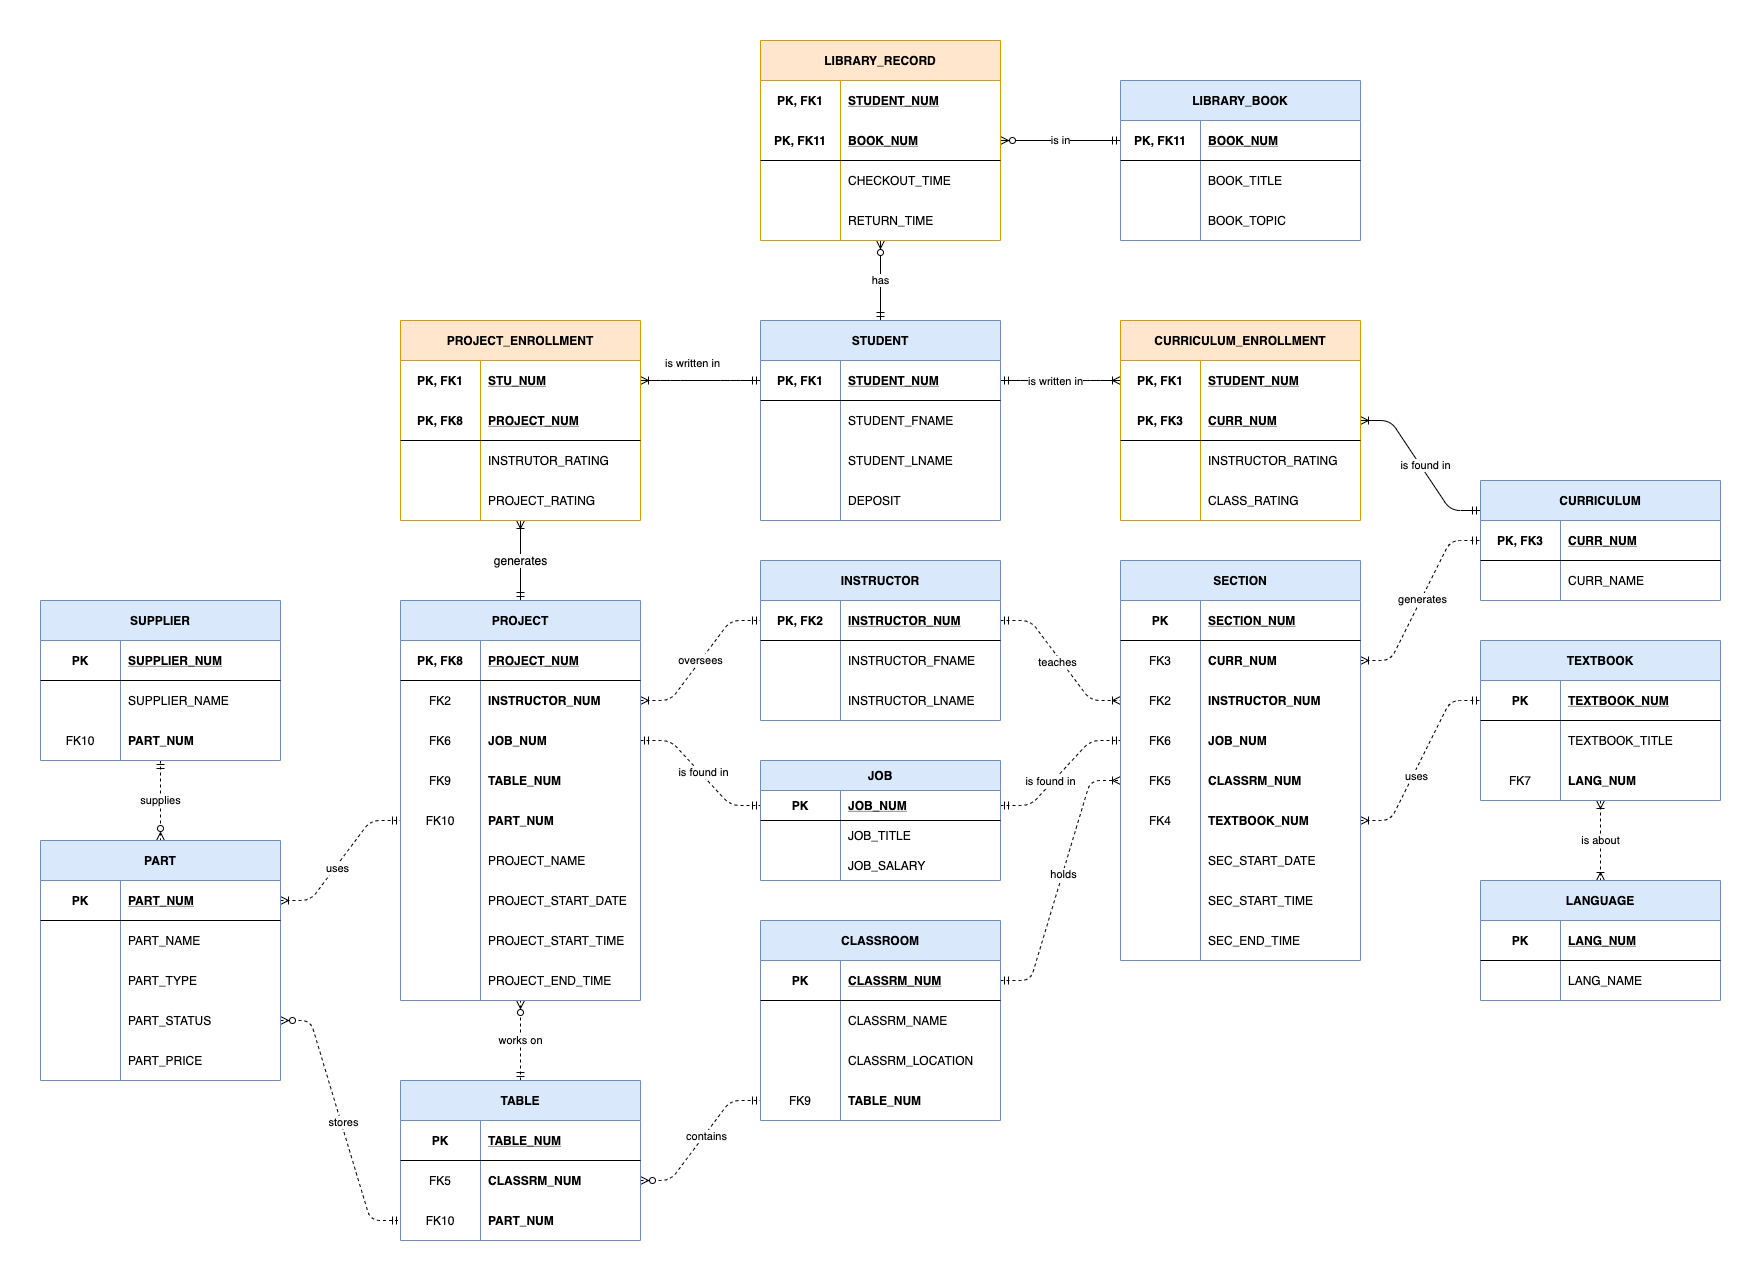 LIBRARY_RECORD
PK, FK1 STUDENT_NUM
PK, FK11 BOOK_NUM
CHECKOUT_TIME
RETURN_TIME
is in
LIBRARY_BOOK
PK, FK11 BOOK_NUM
BOOK_TITLE
BOOK_TOPIC
has
PROJECT_ENROLLMENT
PK, FK1 STU_NUM
PK, FK8 PROJECT_NUM
INSTRUTOR_RATING
PROJECT_RATING
is written in
STUDENT
PK, FK1 STUDENT_NUM
STUDENT_FNAME
STUDENT_LNAME
DEPOSIT
is written in
CURRICULUM_ENROLLMENT
PK, FK1 STUDENT_NUM
PK, FK3 CURR_NUM
INSTRUCTOR_RATING
CLASS_RATING
is found in
CURRICULUM
PK, FK3 CURR_NUM
CURR_NAME
generates
generates
SUPPLIER
PK SUPPLIER_NUM
SUPPLIER_NAME
FK10 PART_NUM
supplies
PROJECT
PK, FK8 PROJECT_NUM
FK2 INSTRUCTOR_NUM
FK6 JOB_NUM
FK9 TABLE_NUM
FK10 PART_NUM
PROJECT_NAME
PROJECT_START_DATE
PROJECT_START_TIME
PROJECT_END_TIME
oversees
is found in
INSTRUCTOR
PK, FK2 INSTRUCTOR_NUM
INSTRUCTOR_FNAME
INSTRUCTOR_LNAME
teaches
JOB
PK JOB_NUM
JOB_TITLE
JOB_SALARY
is found in
holds
SECTION
PK SECTION_NUM
FK3 CURR_NUM
FK2 INSTRUCTOR_NUM
FK6 JOB_NUM
FK5 CLASSRM_NUM
FK4 TEXTBOOK_NUM
SEC_START_DATE
SEC_START_TIME
SEC_END_TIME
uses
TEXTBOOK
PK TEXTBOOK_NUM
TEXTBOOK_TITLE
FK7 LANG_NUM
is about
LANGUAGE
PK LANG_NUM
LANG_NAME
PART
PK PART_NUM
PART_NAME
PART_TYPE
PART_STATUS
PART_PRICE
uses
stores
works on
CLASSROOM
PK CLASSRM_NUM
CLASSRM_NAME
CLASSRM_LOCATION
FK9 TABLE_NUM
contains
TABLE
PK TABLE_NUM
FK5 CLASSRM_NUM
FK10 PART_NUM